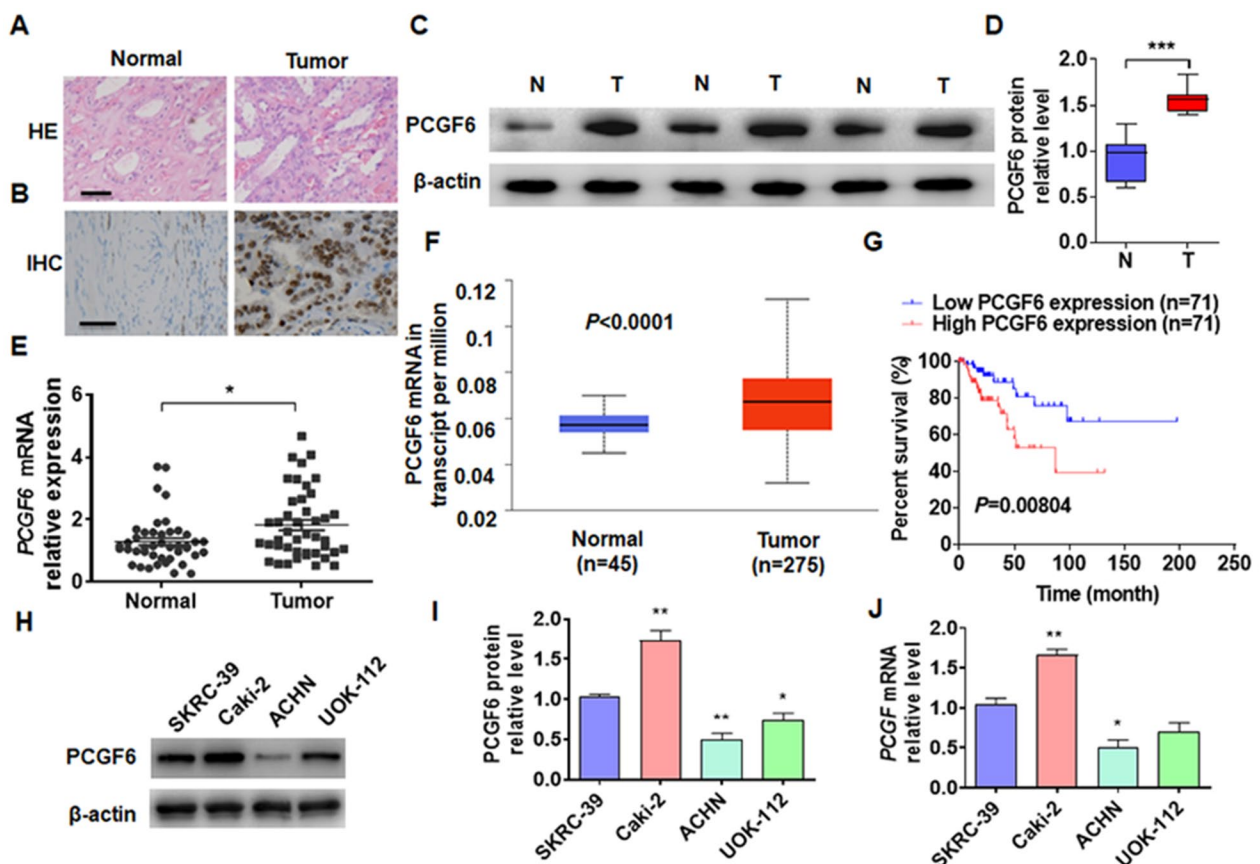 A
Normal
Tumor
HE
B
IHC
C
N T N T N T
PCGF6
β-actin
D
PCGF6 protein
relative level
2.0
1.5
1.0
0.5
0.0
***
N T
E
PCGF6 mRNA
relative expression
6
4
2
0
*
Normal Tumor
F
PCGF6 mRNA in
transcript per million
0.12
0.1
0.08
0.06
0.04
0.02
P<0.0001
Normal
(n=45)
Tumor
(n=275)
G
Low PCGF6 expression (n=71)
High PCGF6 expression (n=71)
Percent survival (%)
100
80
60
40
20
0
P=0.00804
0 50 100 150 200 250
Time (month)
H
SKRC-39
Caki-2
ACHN
UOK-112
PCGF6
β-actin
I
PCGF6 protein
relative level
2.0
1.5
1.0
0.5
0.0
**
**
*
SKRC-39
Caki-2
ACHN
UOK-112
J
PCGF mRNA
relative level
2.0
1.5
1.0
0.5
0.0
**
*
SKRC-39
Caki-2
ACHN
UOK-112